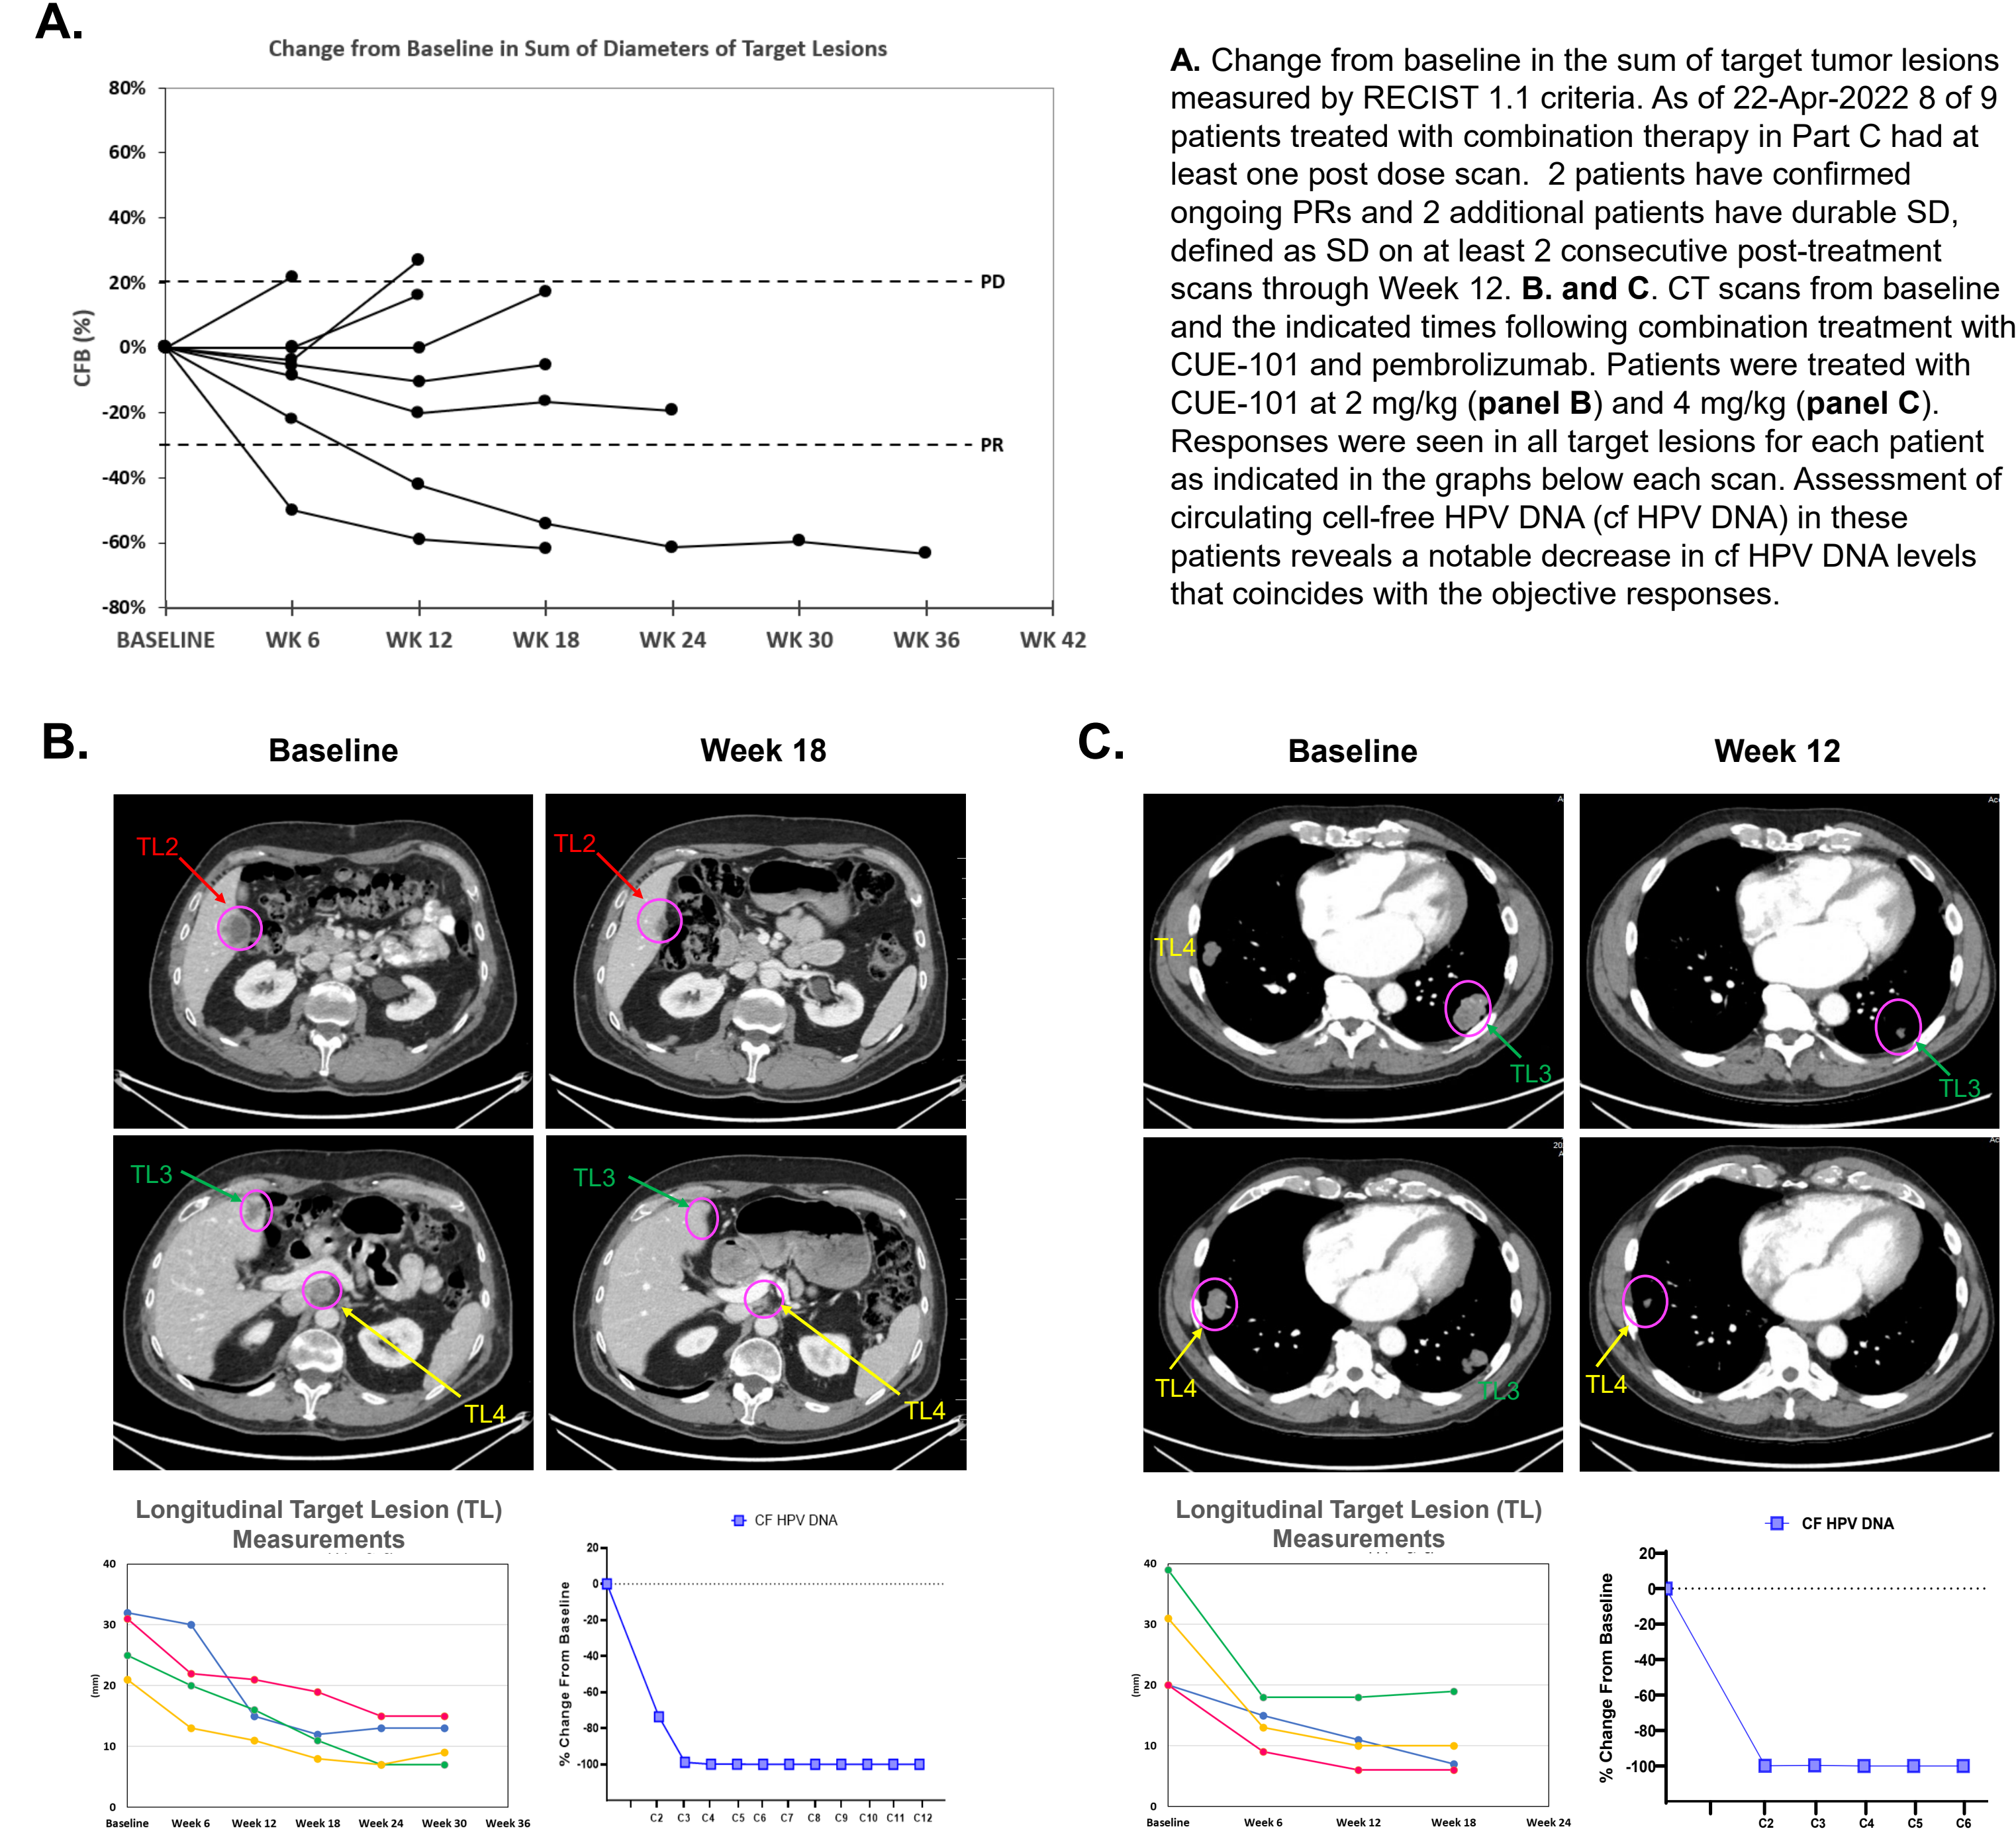 A.
Change from Baseline in Sum of Diameters of Target Lesions
80%
60%
40%
20%
0%
-20%
-40%
-60%
-80%
CFB (%)
PD
PR
BASELINE WK 6 WK 12 WK 18 WK 24 WK 30 WK 36 WK 42
A. Change from baseline in the sum of target tumor lesions
measured by RECIST 1.1 criteria. As of 22-Apr-2022 8 of 9
patients treated with combination therapy in Part C had at
least one post dose scan.  2 patients have confirmed
ongoing PRs and 2 additional patients have durable SD,
defined as SD on at least 2 consecutive post-treatment
scans through Week 12. B. and C. CT scans from baseline
and the indicated times following combination treatment with
CUE-101 and pembrolizumab. Patients were treated with
CUE-101 at 2 mg/kg (panel B) and 4 mg/kg (panel C).
Responses were seen in all target lesions for each patient
as indicated in the graphs below each scan. Assessment of
circulating cell-free HPV DNA (cf HPV DNA) in these
patients reveals a notable decrease in cf HPV DNA levels
that coincides with the objective responses.
B.
Baseline
Week 18
TL2
TL2
TL3
TL4
TL3
TL4
Longitudinal Target Lesion (TL)
Measurements
40
30
20
10
0
(mm)
Baseline Week 6 Week 12 Week 18 Week 24 Week 30 Week 36
CF HPV DNA
20
0
-20
-40
-60
-80
-100
% Change From Baseline
C2 C3 C4 C5 C6 C7 C8 C9 C10 C11 C12
C.
Baseline
Week 12
A
Acc
TL4
TL3
TL3
20
A
Ac
TL4
TL3
TL4
Longitudinal Target Lesion (TL)
Measurements
40
30
20
10
0
(mm)
Baseline Week 6 Week 12 Week 18 Week 24
CF HPV DNA
20
0
-20
-40
-60
-80
-100
% Change From Baseline
C2 C3 C4 C5 C6